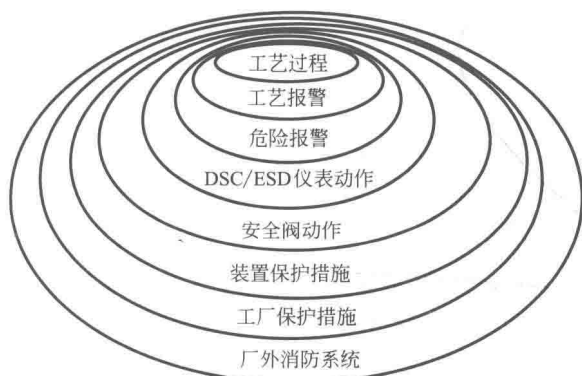 工艺过程
工艺报警
危险报警
DSC/ESD仪表动作
安全阀动作
装置保护措施
工厂保护措施
厂外消防系统